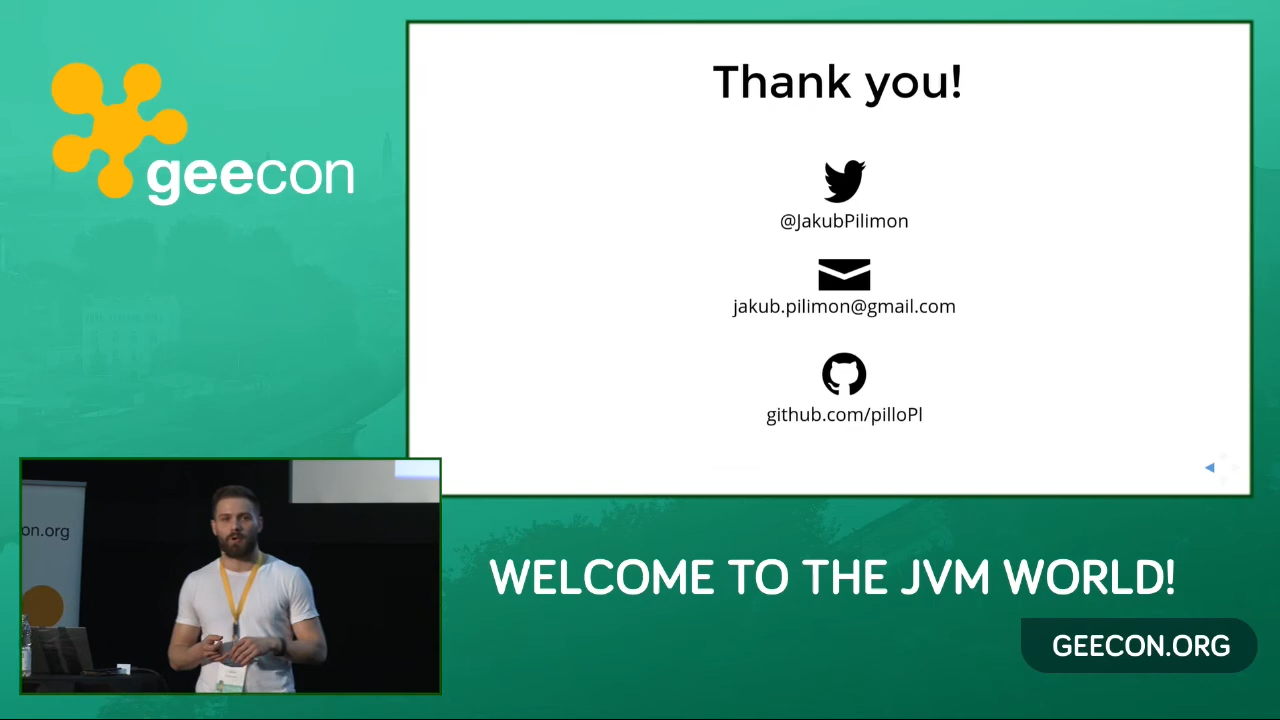 geecon
Thank you!
@JakubPilimon
jakub.pilimon@gmail.com
github.com/pilloPl
on.org
WELCOME TO THE JVM WORLD!
GEECON.ORG